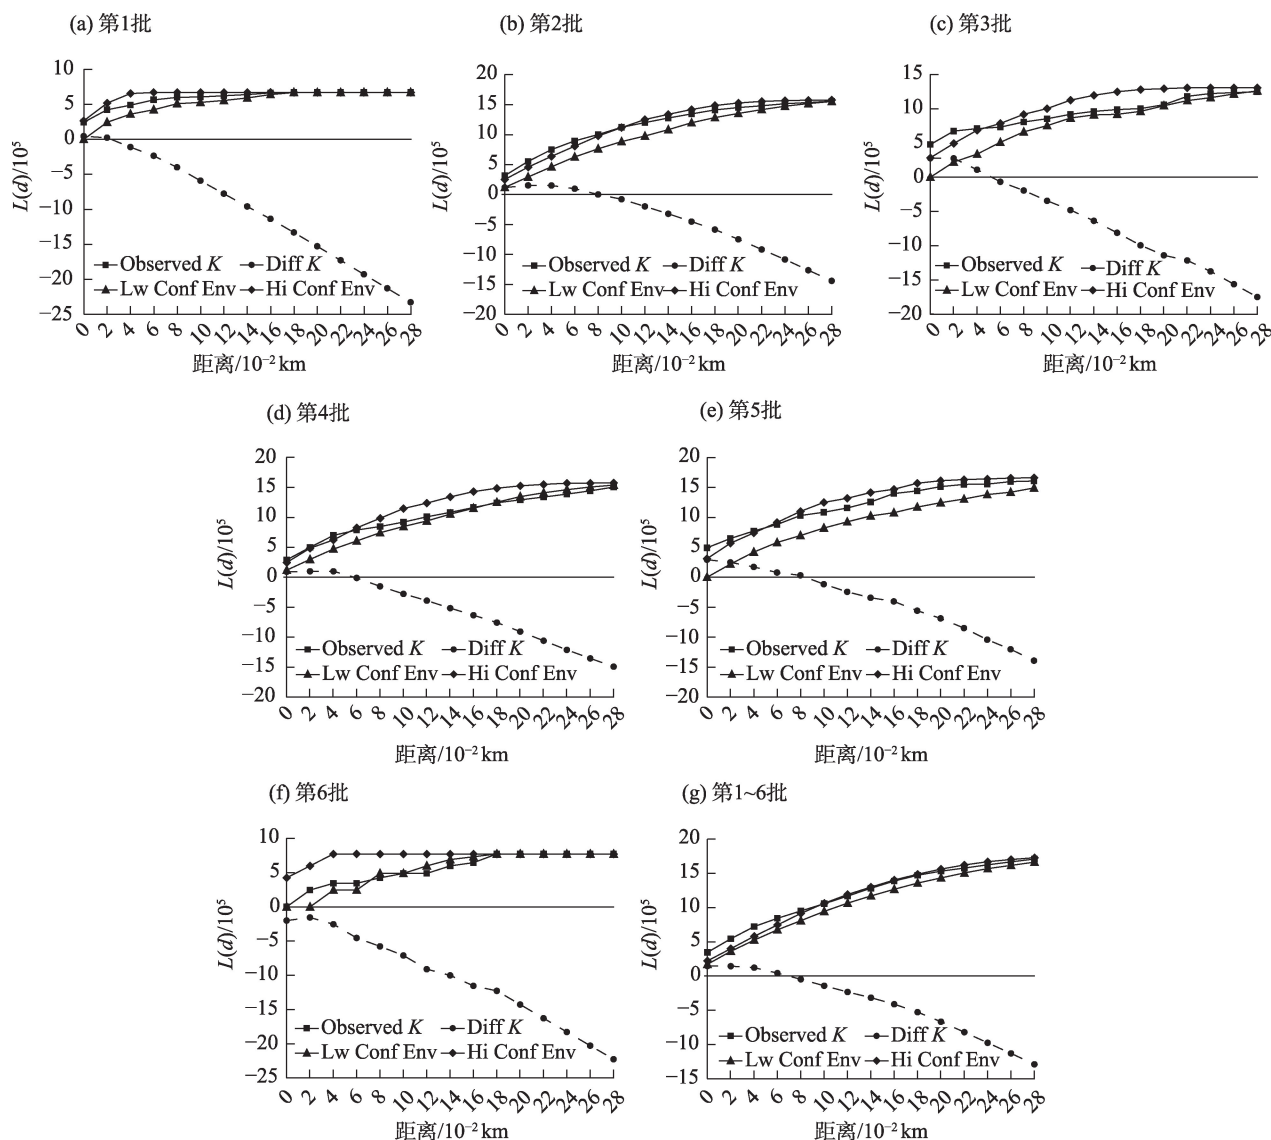 (a) 第1批
10
5
0
−5
−10
−15
−20
−25
L(d)/10⁵
Observed K
Diff K
Lw Conf Env
Hi Conf Env
0 2 4 6 8 10 12 14 16 18 20 22 24 26 28
距离/10⁻² km
(b) 第2批
20
15
10
5
0
−5
−10
−15
−20
L(d)/10⁵
Observed K
Diff K
Lw Conf Env
Hi Conf Env
0 2 4 6 8 10 12 14 16 18 20 22 24 26 28
距离/10⁻² km
(c) 第3批
15
10
5
0
−5
−10
−15
−20
L(d)/10⁵
Observed K
Diff K
Lw Conf Env
Hi Conf Env
0 2 4 6 8 10 12 14 16 18 20 22 24 26 28
距离/10⁻² km
(d) 第4批
20
15
10
5
0
−5
−10
−15
−20
L(d)/10⁵
Observed K
Diff K
Lw Conf Env
Hi Conf Env
0 2 4 6 8 10 12 14 16 18 20 22 24 26 28
距离/10⁻² km
(e) 第5批
20
15
10
5
0
−5
−10
−15
−20
L(d)/10⁵
Observed K
Diff K
Lw Conf Env
Hi Conf Env
0 2 4 6 8 10 12 14 16 18 20 22 24 26 28
距离/10⁻² km
(f) 第6批
10
5
0
−5
−10
−15
−20
−25
L(d)/10⁵
Observed K
Diff K
Lw Conf Env
Hi Conf Env
0 2 4 6 8 10 12 14 16 18 20 22 24 26 28
距离/10⁻² km
(g) 第1~6批
20
15
10
5
0
−5
−10
−15
L(d)/10⁵
Observed K
Diff K
Lw Conf Env
Hi Conf Env
0 2 4 6 8 10 12 14 16 18 20 22 24 26 28
距离/10⁻² km